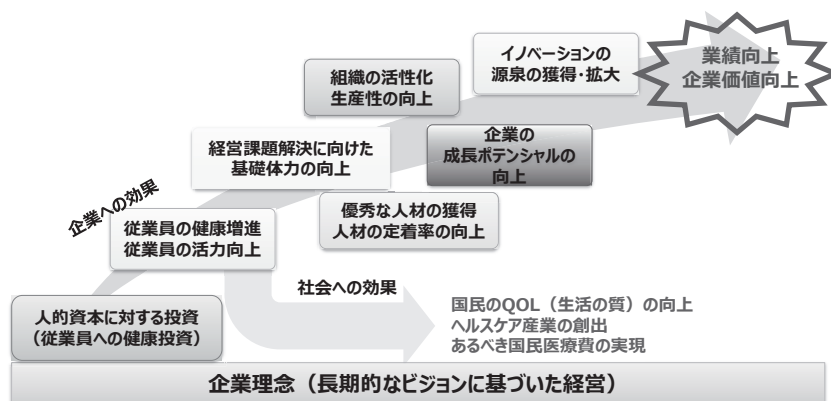 イノベーションの
源泉の獲得・拡大
業績向上
企業価値向上
組織の活性化
生産性の向上
企業の
成長ポテンシャルの
向上
経営課題解決に向けた
基礎体力の向上
優秀な人材の獲得
人材の定着率の向上
企業への効果
従業員の健康増進
従業員の活力向上
社会への効果
人的資本に対する投資
（従業員への健康投資）
国民のQOL（生活の質）の向上
ヘルスケア産業の創出
あるべき国民医療費の実現
企業理念（長期的なビジョンに基づいた経営）